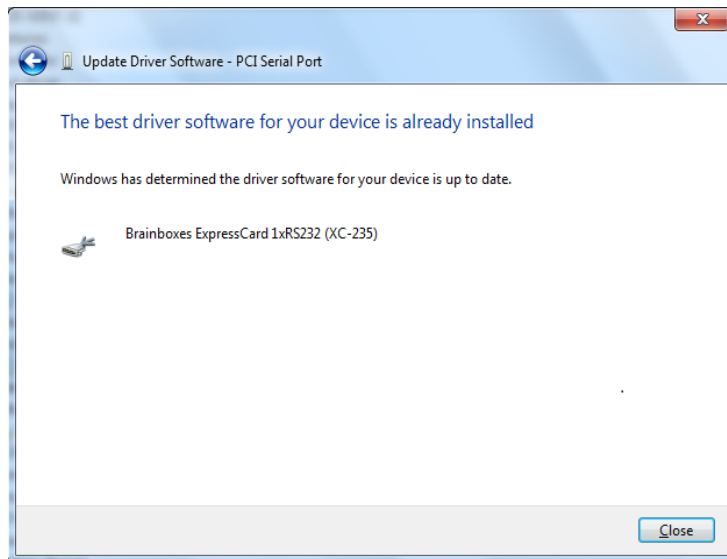 Update Driver Software - PCI Serial Port
The best driver software for your device is already installed
Windows has determined the driver software for your device is up to date.
Brainboxes ExpressCard 1xRS232 (XC-235)
Close